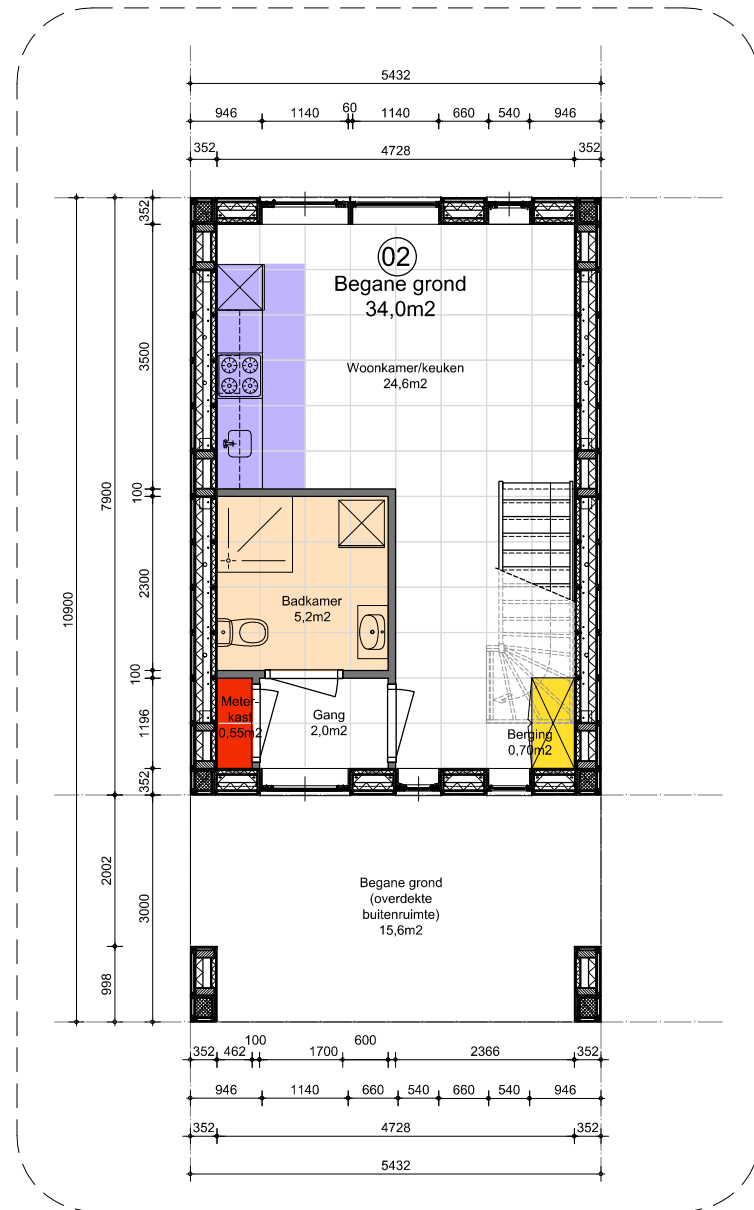 5432
946 1140 60 1140 660 540 946
352 4728 352
352
02
Begane grond
34,0m2
3500
Woonkamer/keuken
24,6m2
7900
100
10900
2300
Badkamer
5,2m2
100
Meter-
kast
0,55m2
Gang
2,0m2
1196
Berging
0,70m2
352
2002
3000
Begane grond
(overdekte
buitenruimte)
15,6m2
998
100 600
352 462 1700 2366 352
946 1140 660 540 660 540 946
352 4728 352
5432